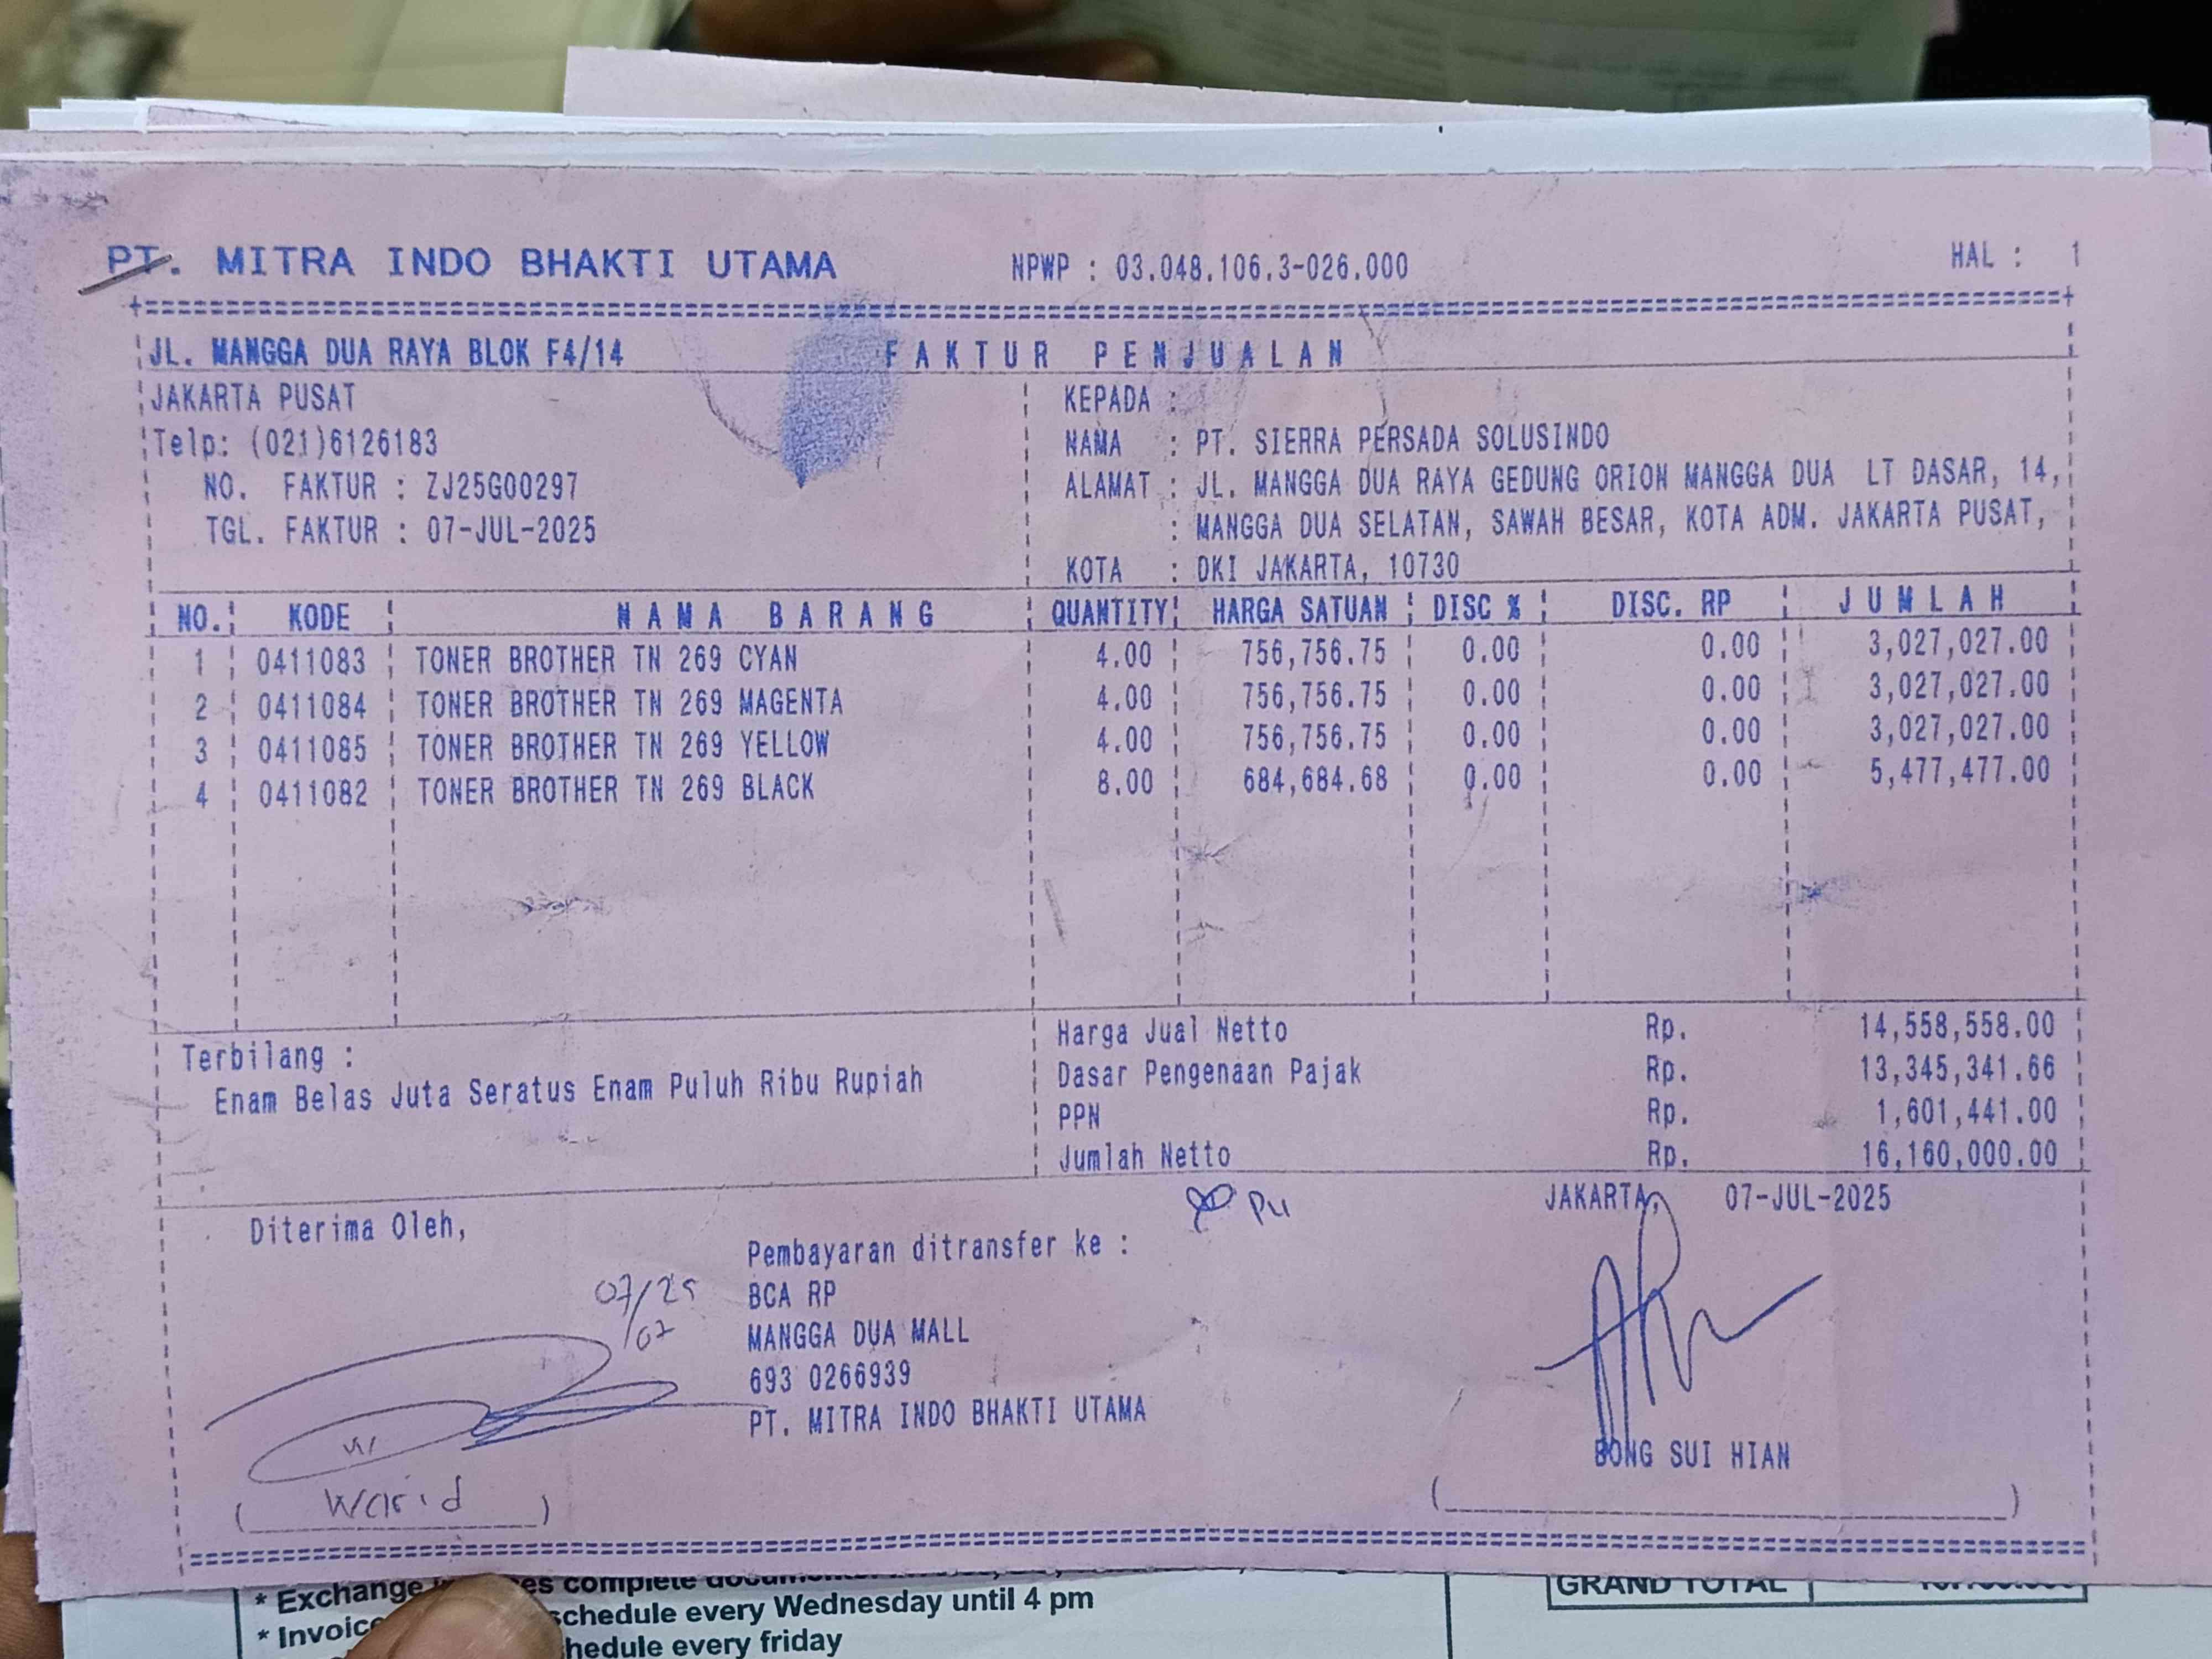 PT. MITRA INDO BHAKTI UTAMA NPWP : 03.048.106.3-026.000 HAL : 1
JL. MANGGA DUA RAYA BLOK F4/14 FAKTUR PENJUALAN
JAKARTA PUSAT KEPADA :
Telp: (021)6126183 NAMA : PT. SIERRA PERSADA SOLUSINDO
NO. FAKTUR : ZJ25G00297 ALAMAT : JL. MANGGA DUA RAYA GEDUNG ORION MANGGA DUA LT DASAR, 14,
TGL. FAKTUR : 07-JUL-2025 : MANGGA DUA SELATAN, SAWAH BESAR, KOTA ADM. JAKARTA PUSAT,
KOTA : DKI JAKARTA, 10730
NO. KODE NAMA BARANG QUANTITY HARGA SATUAN DISC % DISC. RP JUMLAH
1 0411083 TONER BROTHER TN 269 CYAN 4.00 756,756.75 0.00 0.00 3,027,027.00
2 0411084 TONER BROTHER TN 269 MAGENTA 4.00 756,756.75 0.00 0.00 3,027,027.00
3 0411085 TONER BROTHER TN 269 YELLOW 4.00 756,756.75 0.00 0.00 3,027,027.00
4 0411082 TONER BROTHER TN 269 BLACK 8.00 684,684.68 0.00 0.00 5,477,477.00
Harga Jual Netto Rp. 14,558,558.00
Terbilang : Dasar Pengenaan Pajak Rp. 13,345,341.66
Enam Belas Juta Seratus Enam Puluh Ribu Rupiah PPN Rp. 1,601,441.00
Jumlah Netto Rp. 16,160,000.00
JAKARTA, 07-JUL-2025
Diterima Oleh,
Pembayaran ditransfer ke :
07/25 BCA RP
/07 MANGGA DUA MALL
693 0266939
PT. MITRA INDO BHAKTI UTAMA
BONG SUI HIAN
( Warid ) ( )
* Exchange complete
* Invoice schedule every Wednesday until 4 pm
schedule every friday
GRAND TOTAL